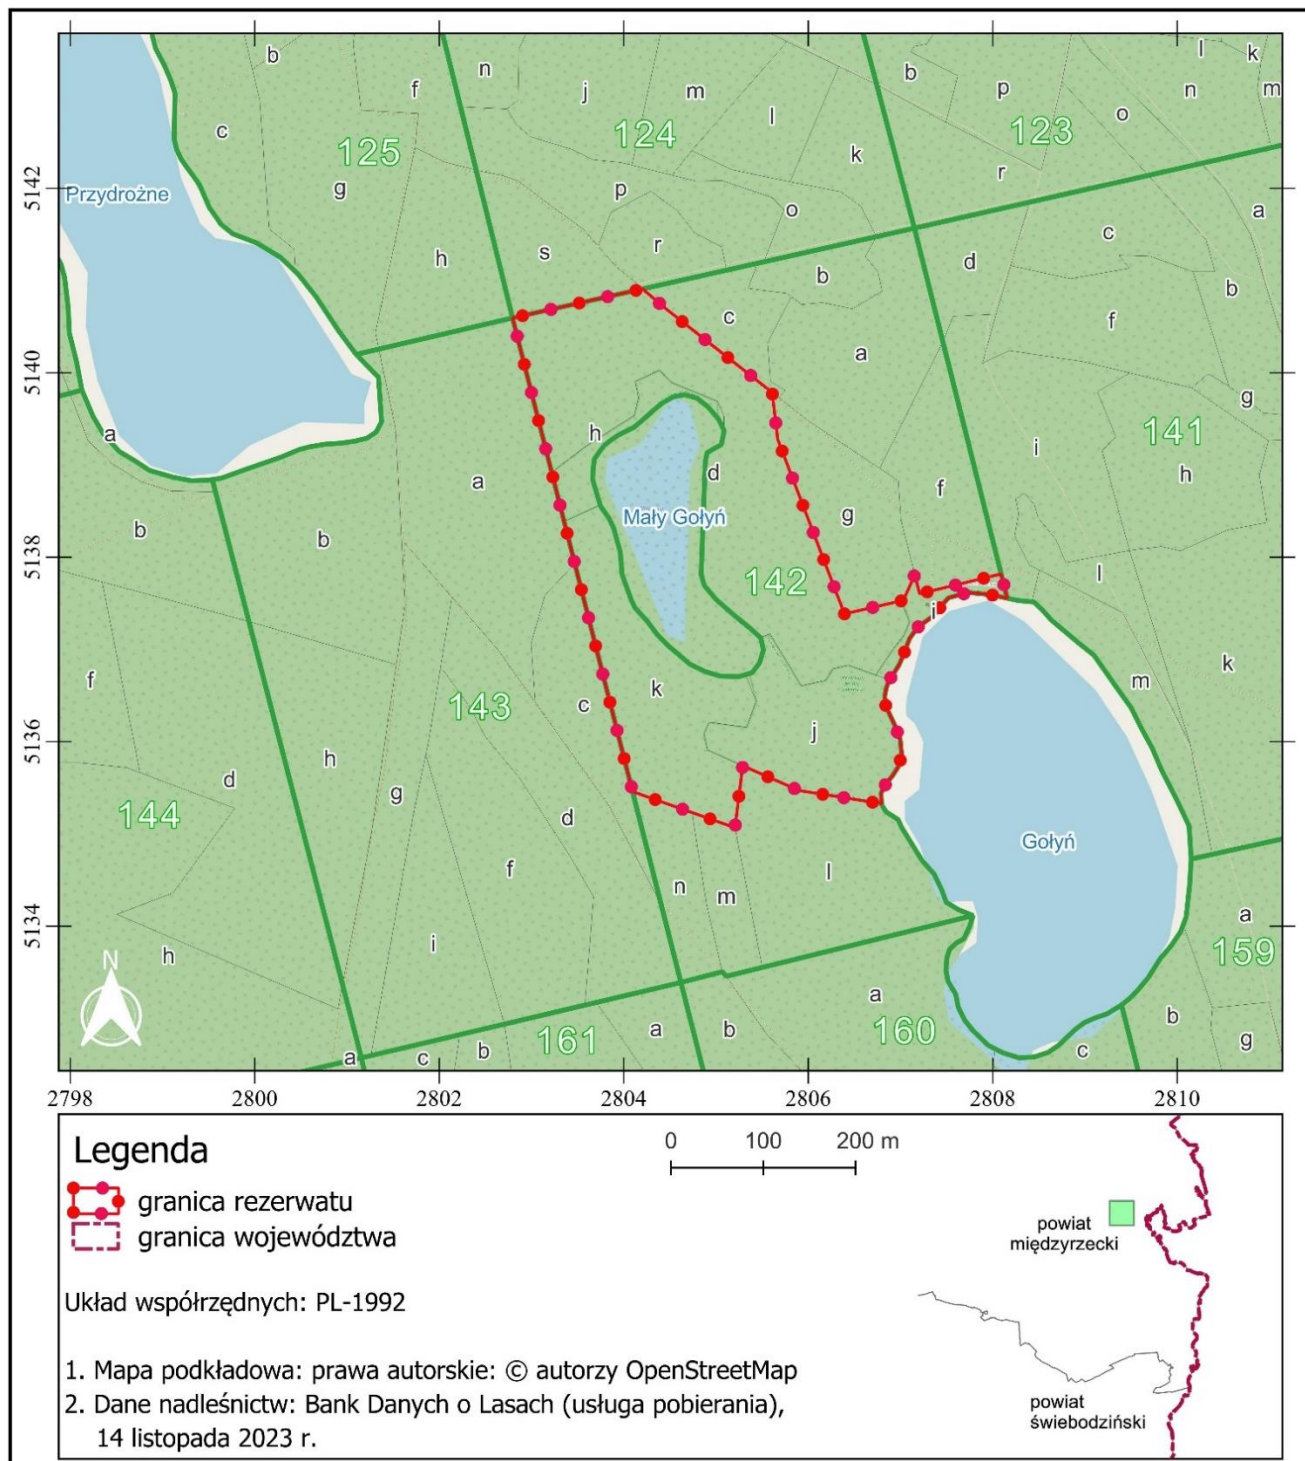 b
f
n
j
m
l
k
b
p
l
k
n
m
o
c
125
124
123
g
p
r
Przydrożne
5142
o
a
s
r
c
h
b
d
b
c
f
5140
a
g
a
h
141
i
h
d
a
f
g
Mały Gołyń
b
b
5138
142
l
i
f
k
m
k
143
c
5136
h
j
d
g
144
d
f
l
Gołyń
n
m
5134
a
i
h
159
a
N
a
b
160
b
161
g
a
c
b
c
2798
2800
2802
2804
2806
2808
2810
Legenda
0 100 200 m
granica rezerwatu
granica województwa
powiat
międzyrzecki
Układ współrzędnych: PL-1992
1. Mapa podkładowa: prawa autorskie: © autorzy OpenStreetMap
2. Dane nadleśnictw: Bank Danych o Lasach (usługa pobierania),
14 listopada 2023 r.
powiat
świebodziński